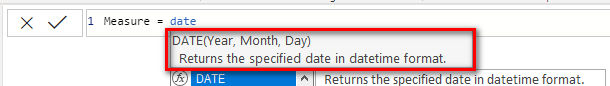 1 Measure = date
DATE(Year, Month, Day)
Returns the specified date in datetime format.
DATE Returns the specified date in datetime format.